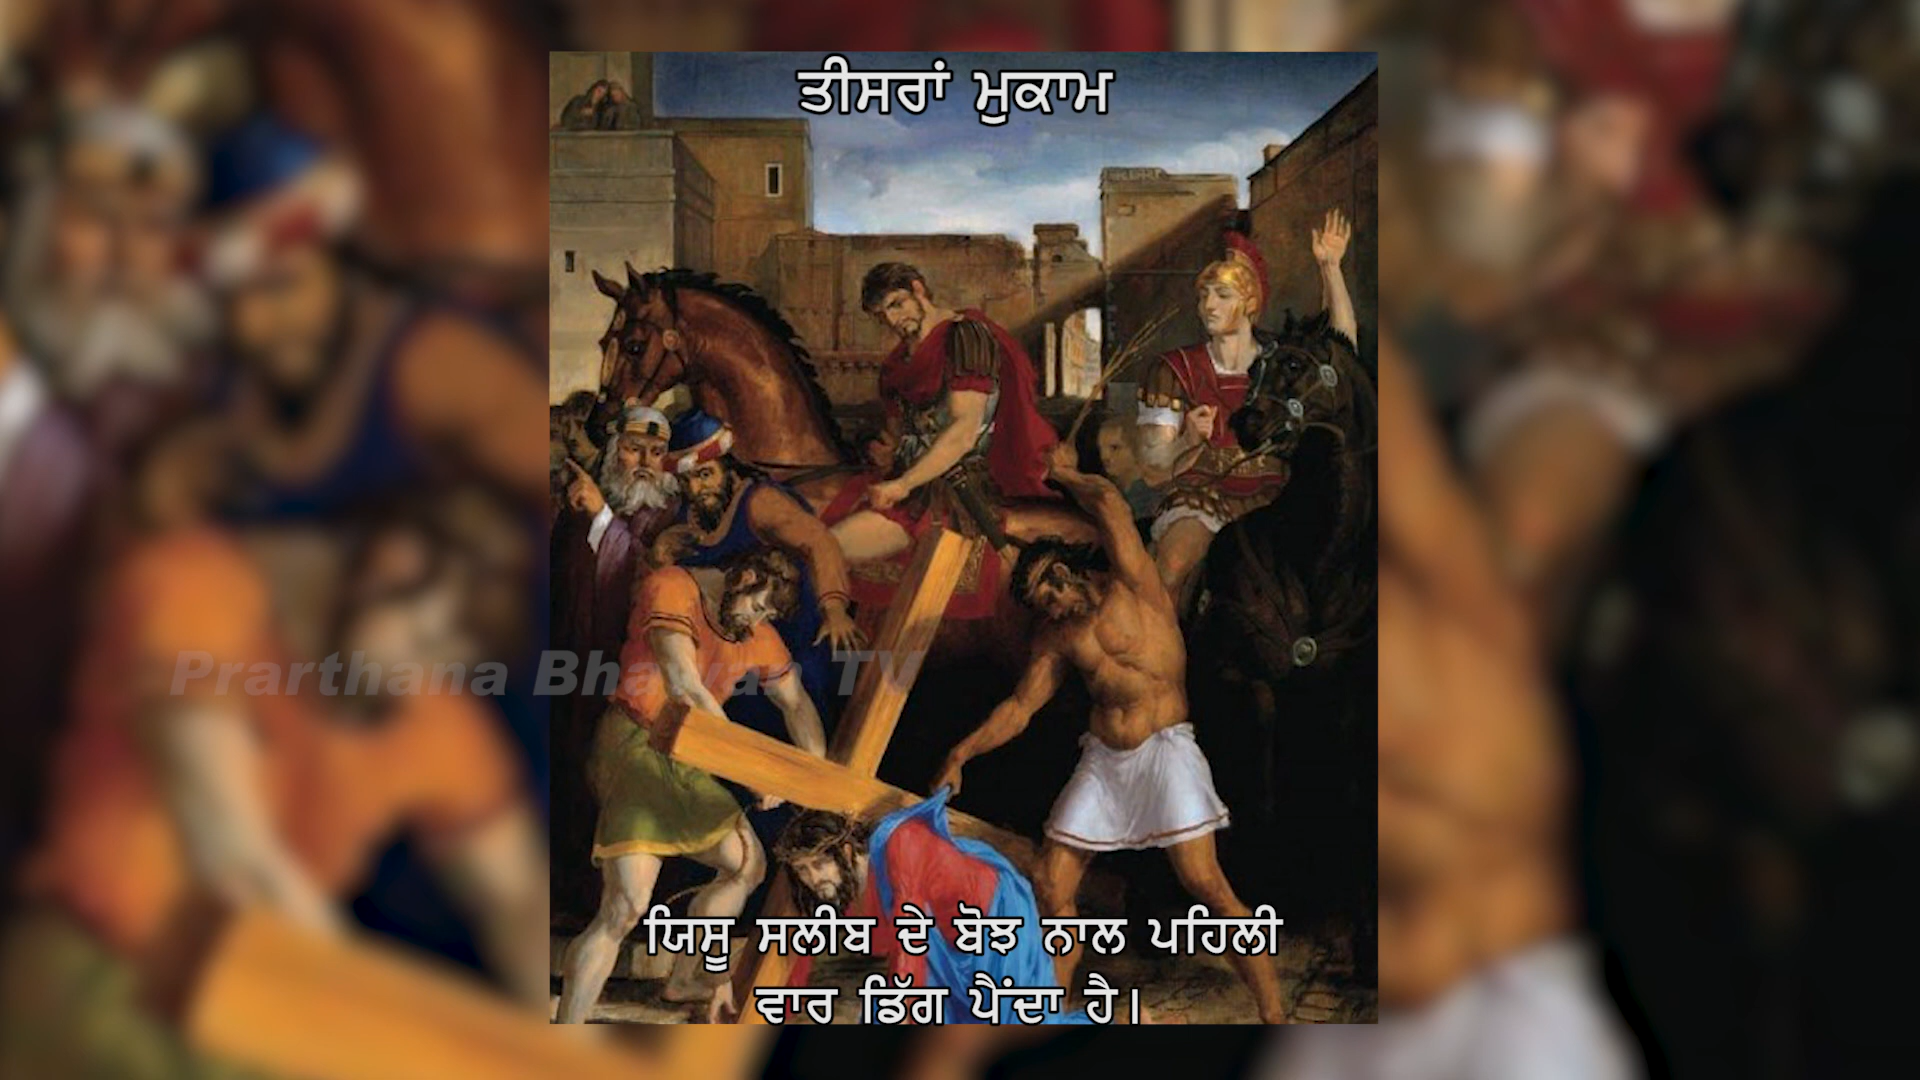 ਤੀਸਰਾਂ ਮੁਕਾਮ
Prarthana Bhawan TV
ਯਿਸੂ ਸਲੀਬ ਦੇ ਬੋਝ ਨਾਲ ਪਹਿਲੀ
ਵਾਰ ਡਿੱਗ ਪੈਂਦਾ ਹੈ।